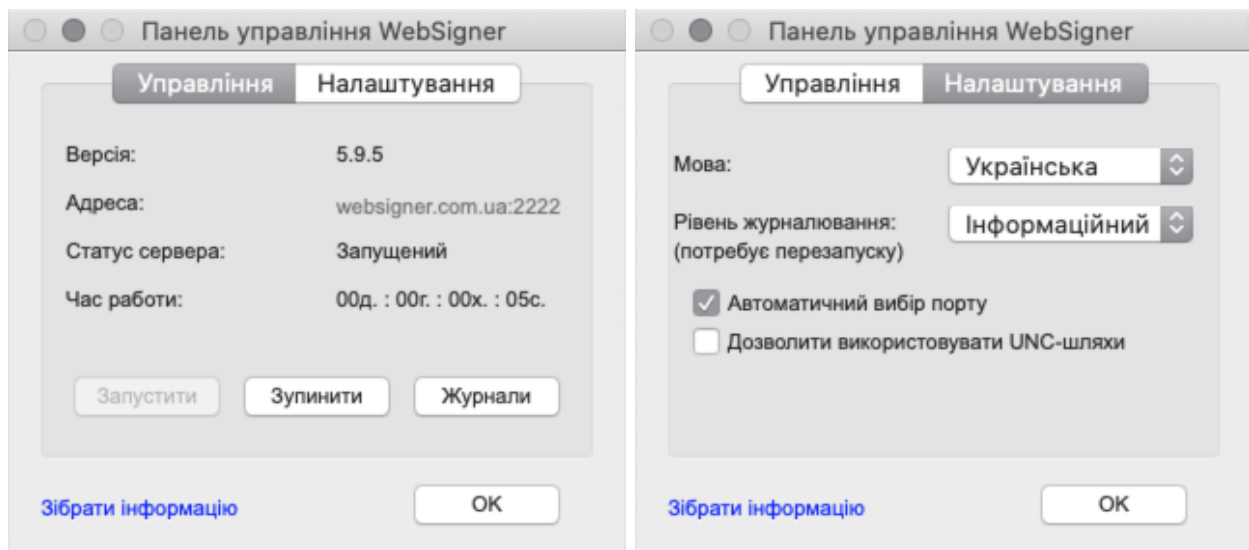 Панель управління WebSigner
Управління Налаштування
Версія: 5.9.5
Адреса: websigner.com.ua:2222
Статус сервера: Запущений
Час работи: 00д. : 00г. : 00х. : 05с.
Запустити Зупинити Журнали
Зібрати інформацію OK
Панель управління WebSigner
Управління Налаштування
Мова: Українська
Рівень журналювання: Інформаційний
(потребує перезапуску)
Автоматичний вибір порту
Дозволити використовувати UNC-шляхи
Зібрати інформацію OK